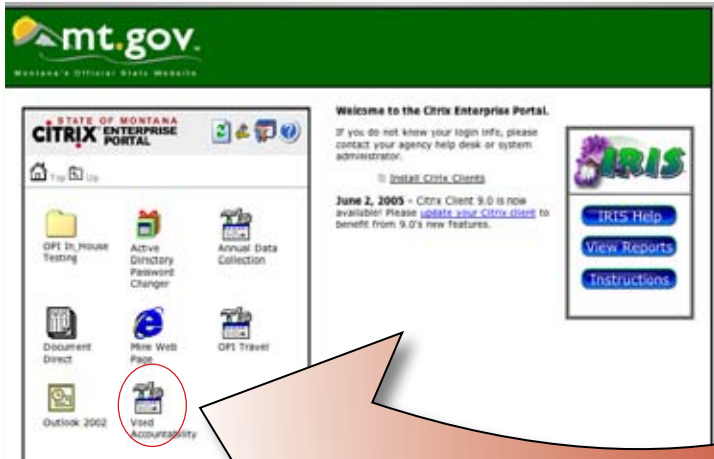 mt.gov.
Montana's Official State Website
STATE OF MONTANA
CITRIX ENTERPRISE
PORTAL
Top Up
OPI In_House
Testing
Active
Directory
Password
Changer
Annual Data
Collection
Document
Direct
Mire Web
Page
OPI Travel
Outlook 2002
Voed
Accountability
Welcome to the Citrix Enterprise Portal.
If you do not know your login info, please
contact your agency help desk or system
administrator.
Install Citrix Clients
June 2, 2005 - Citrix Client 9.0 is now
available! Please update your Citrix client to
benefit from 9.0's new features.
IRIS
IRIS Help
View Reports
Instructions